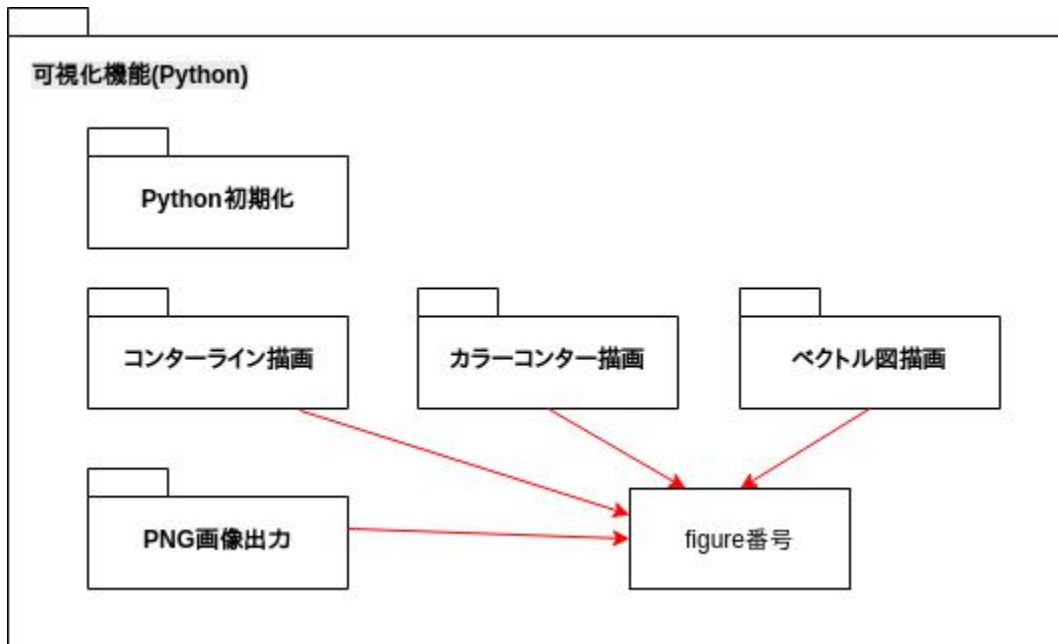 可視化機能(Python)
Python初期化
コンターライン描画
カラーコンター描画
ベクトル図描画
PNG画像出力
figure番号